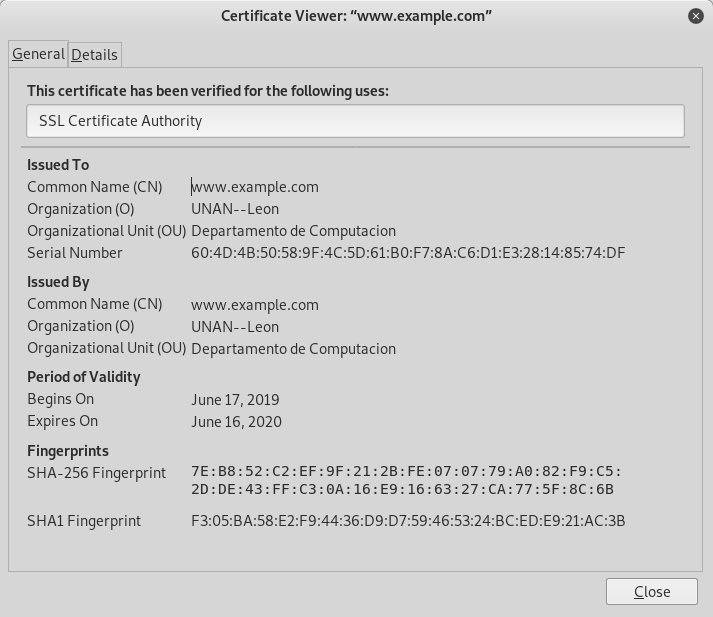 Certificate Viewer: “www.example.com”
General Details
This certificate has been verified for the following uses:
SSL Certificate Authority
Issued To
Common Name (CN) www.example.com
Organization (O) UNAN--Leon
Organizational Unit (OU) Departamento de Computacion
Serial Number 60:4D:4B:50:58:9F:4C:5D:61:B0:F7:8A:C6:D1:E3:28:14:85:74:DF
Issued By
Common Name (CN) www.example.com
Organization (O) UNAN--Leon
Organizational Unit (OU) Departamento de Computacion
Period of Validity
Begins On June 17, 2019
Expires On June 16, 2020
Fingerprints
SHA-256 Fingerprint 7E:B8:52:C2:EF:9F:21:2B:FE:07:07:79:A0:82:F9:C5:
2D:DE:43:FF:C3:0A:16:E9:16:63:27:CA:77:5F:8C:6B
SHA1 Fingerprint F3:05:BA:58:E2:F9:44:36:D9:D7:59:46:53:24:BC:ED:E9:21:AC:3B
Close